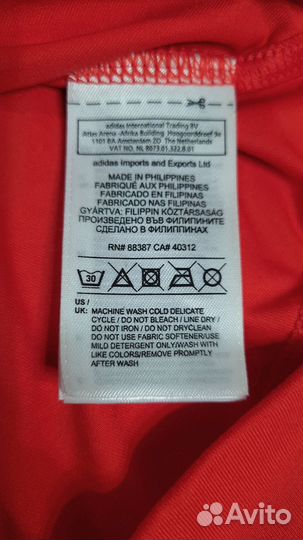 adidas International Trading BV
Atlas Arena -Afrika Building Hoogoorddreef 9a
1101 BA Amsterdam ZO The Netherlands
VAT NO. NL 8073.01.332.B.01
adidas Imports and Exports Ltd
MADE IN PHILIPPINES
FABRIQUÉ AUX PHILIPPINES
FABRICADO EN FILIPINAS
FABRICADO NAS FILIPINAS
GYÁRTVA: FILIPPIN KÖZTÁRSASÁG
ПРОИЗВЕДЕНО ВЪВ ФИЛИПИНИТЕ
СДЕЛАНО В ФИЛИППИНАХ
RN# 88387 CA# 40312
30
US /
UK: MACHINE WASH COLD DELICATE
CYCLE / DO NOT BLEACH / LINE DRY /
DO NOT IRON / DO NOT DRYCLEAN
DO NOT USE FABRIC SOFTENER/USE
MILD DETERGENT ONLY/WASH WITH
LIKE COLORS/REMOVE PROMPTLY
AFTER WASH
Avito